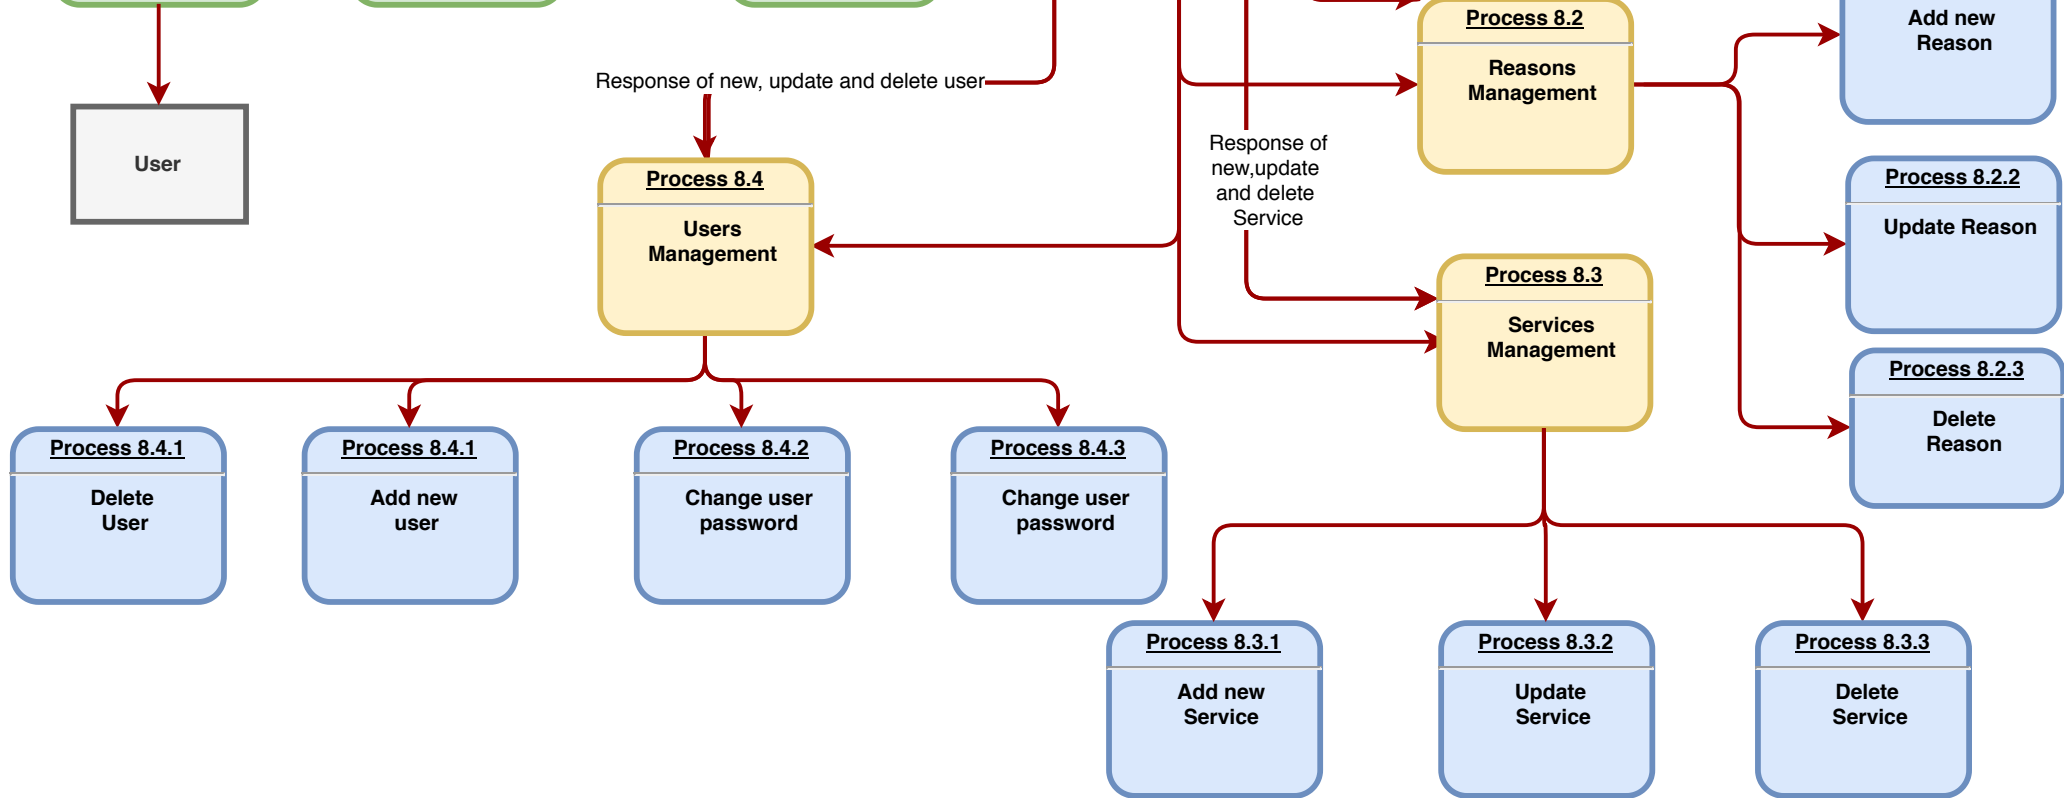 Process 8.2
Reasons
Management
Add new
Reason
Response of new, update and delete user
User
Process 8.4
Users
Management
Response of
new,update
and delete
Service
Process 8.2.2
Update Reason
Process 8.3
Services
Management
Process 8.2.3
Delete
Reason
Process 8.4.1
Delete
User
Process 8.4.1
Add new
user
Process 8.4.2
Change user
password
Process 8.4.3
Change user
password
Process 8.3.1
Add new
Service
Process 8.3.2
Update
Service
Process 8.3.3
Delete
Service